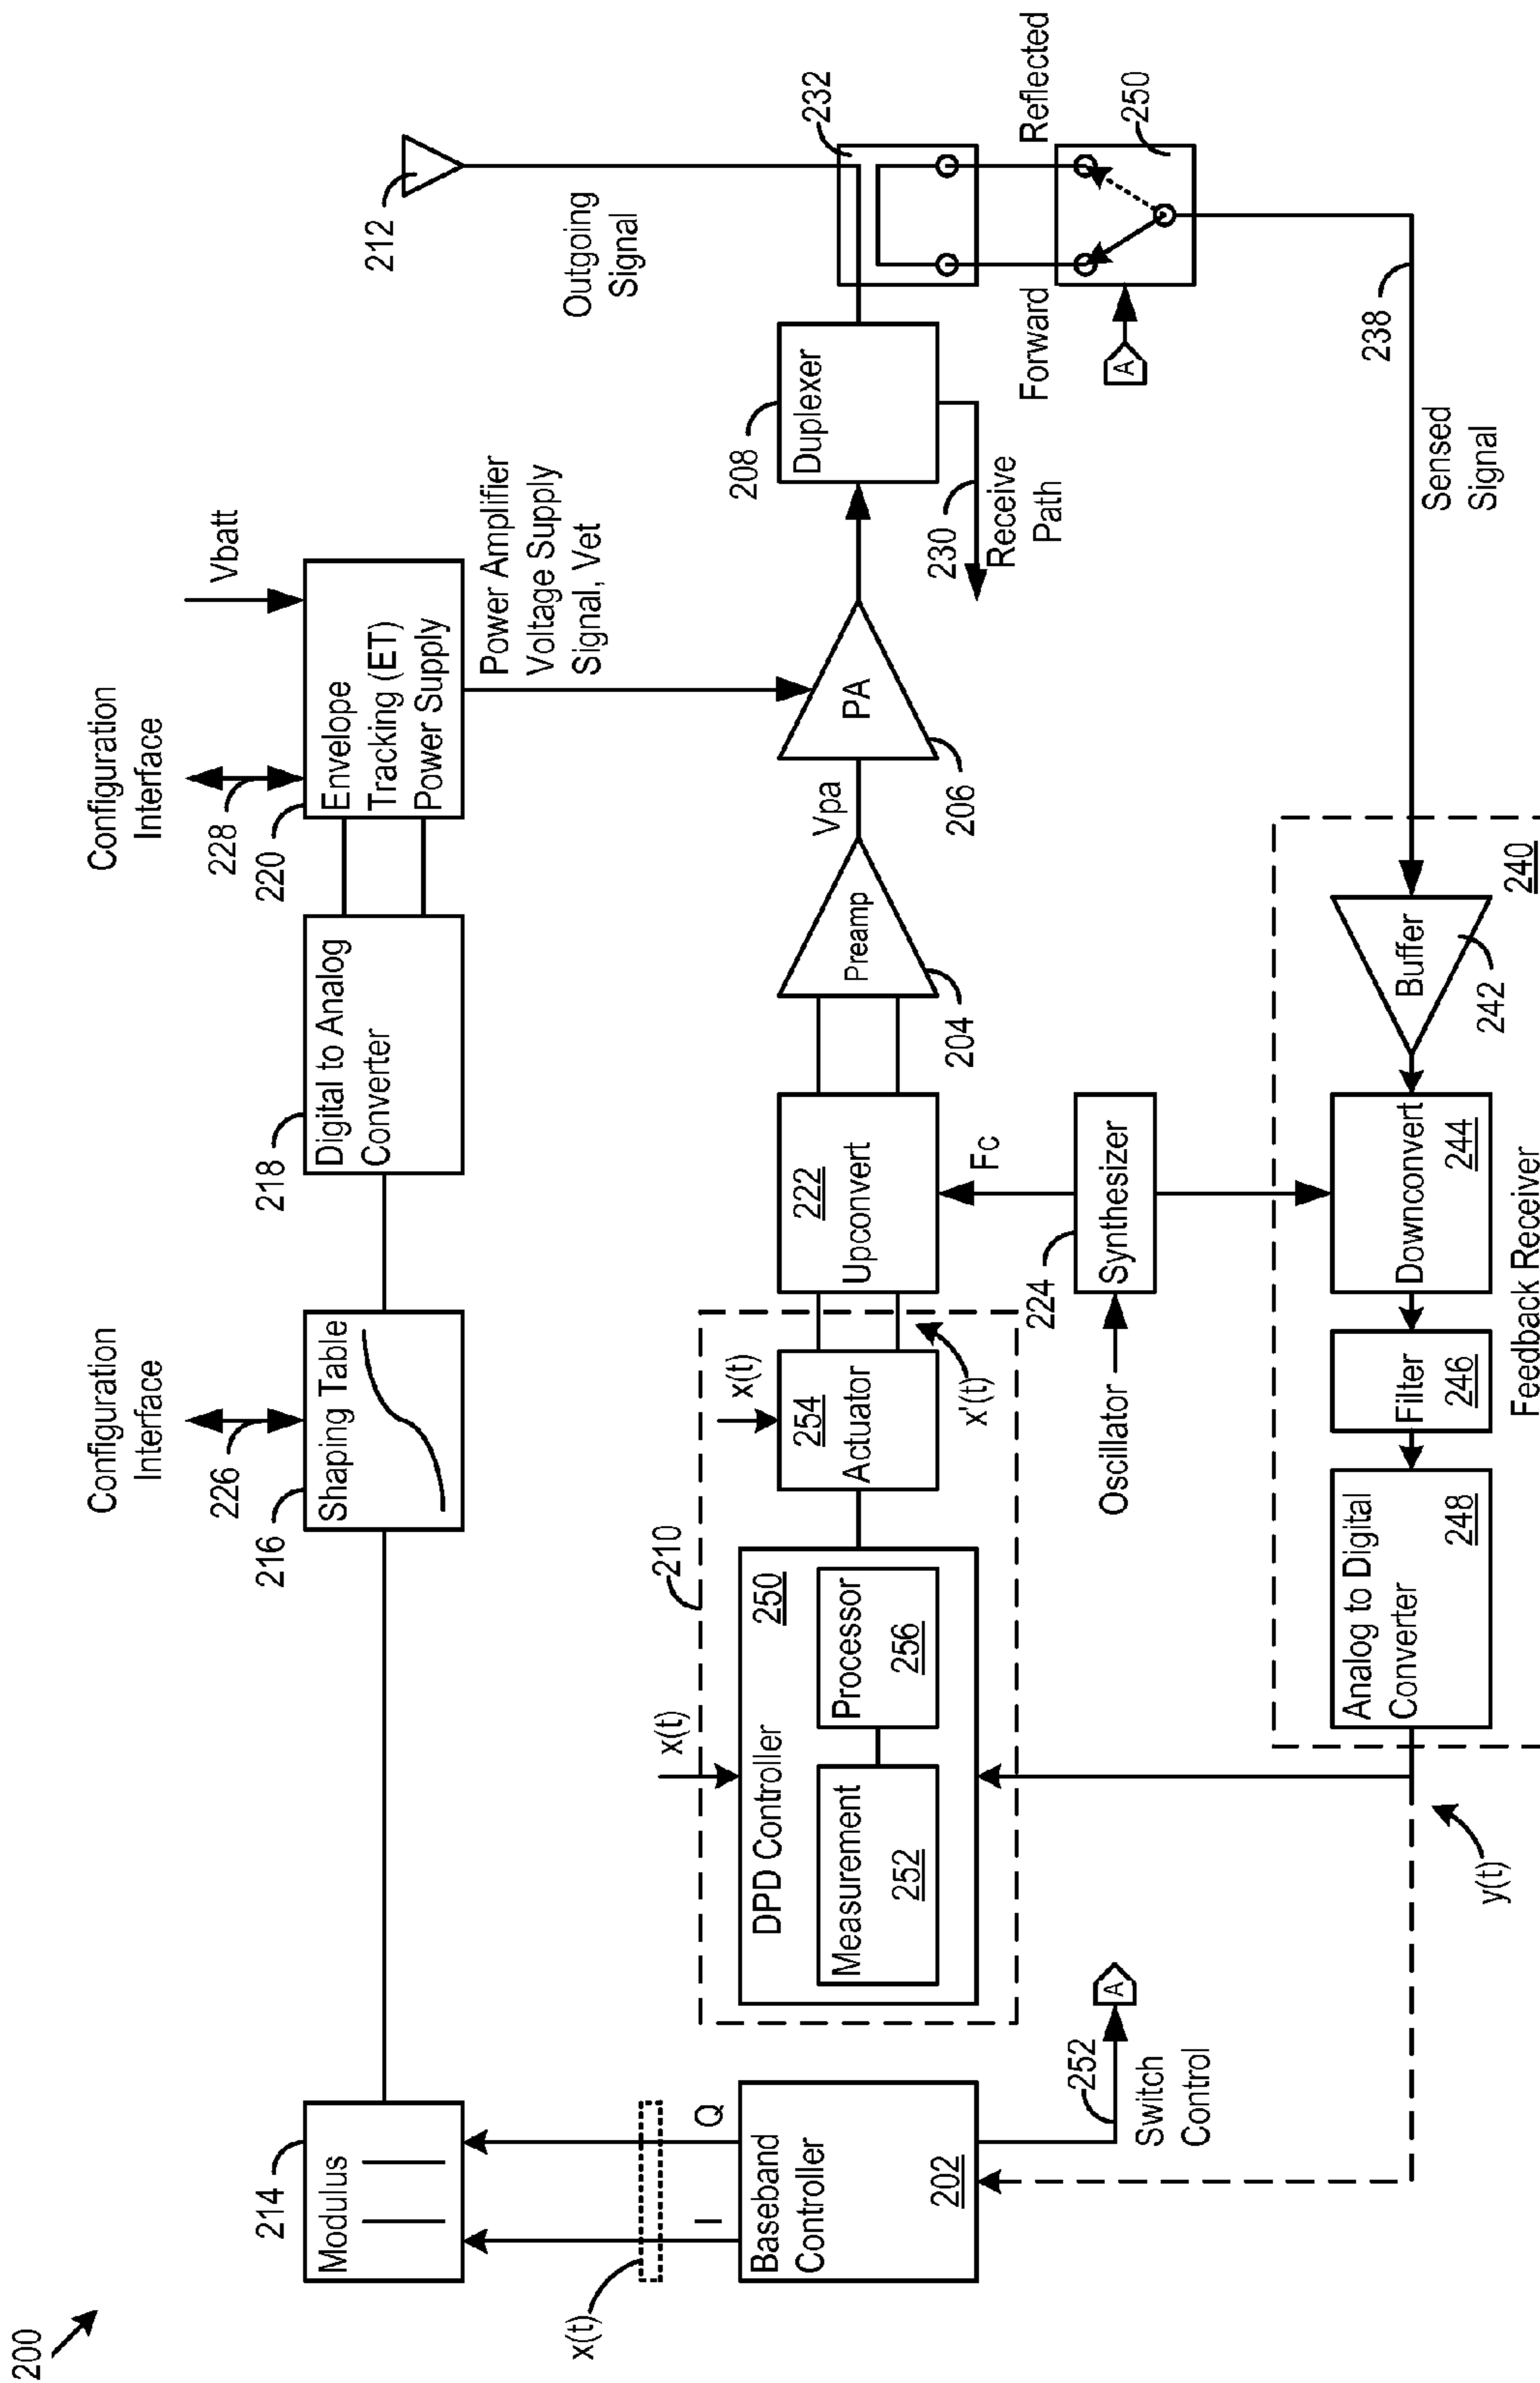 200
Configuration
Interface
226
Configuration
Interface
228
Vbatt
214
Modulus
| |
216
Shaping Table
218
Digital to Analog
Converter
220
Envelope
Tracking (ET)
Power Supply
212
Outgoing
Signal
Power Amplifier
Voltage Supply
Signal, Vet
x(t)
I
Q
Baseband
Controller
202
252
Switch
Control
A
210
x(t)
DPD Controller
250
Measurement
252
Processor
256
x(t)
254
Actuator
x'(t)
222
Upconvert
Preamp
204
Vpa
PA
206
208
Duplexer
230
Receive
Path
232
Forward
Reflected
A
250
Oscillator
224
Synthesizer
Fc
238
Sensed
Signal
y(t)
Analog to Digital
Converter
248
Filter
246
Downconvert
244
Buffer
242
240
Feedback Receiver